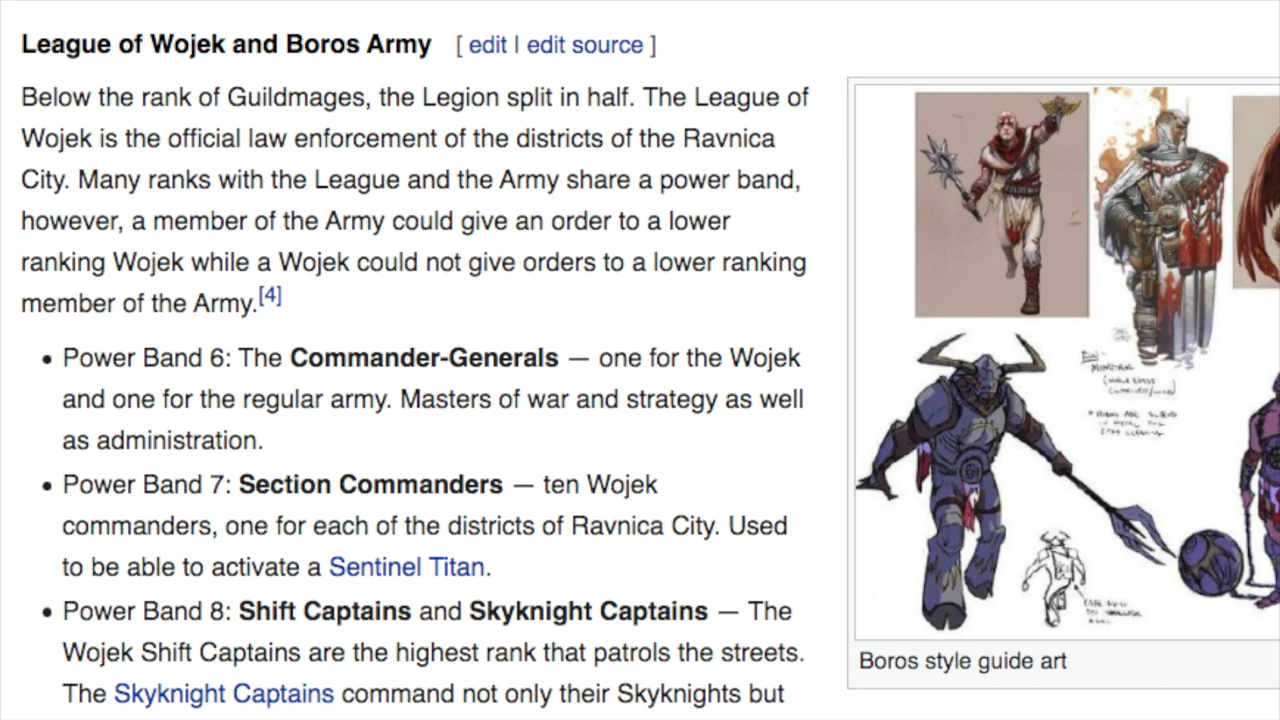 League of Wojek and Boros Army [ edit | edit source ]
Below the rank of Guildmages, the Legion split in half. The League of
Wojek is the official law enforcement of the districts of the Ravnica
City. Many ranks with the League and the Army share a power band,
however, a member of the Army could give an order to a lower
ranking Wojek while a Wojek could not give orders to a lower ranking
member of the Army.[4]
• Power Band 6: The Commander-Generals — one for the Wojek
and one for the regular army. Masters of war and strategy as well
as administration.
• Power Band 7: Section Commanders — ten Wojek
commanders, one for each of the districts of Ravnica City. Used
to be able to activate a Sentinel Titan.
• Power Band 8: Shift Captains and Skyknight Captains — The
Wojek Shift Captains are the highest rank that patrols the streets.
The Skyknight Captains command not only their Skyknights but
Boros style guide art